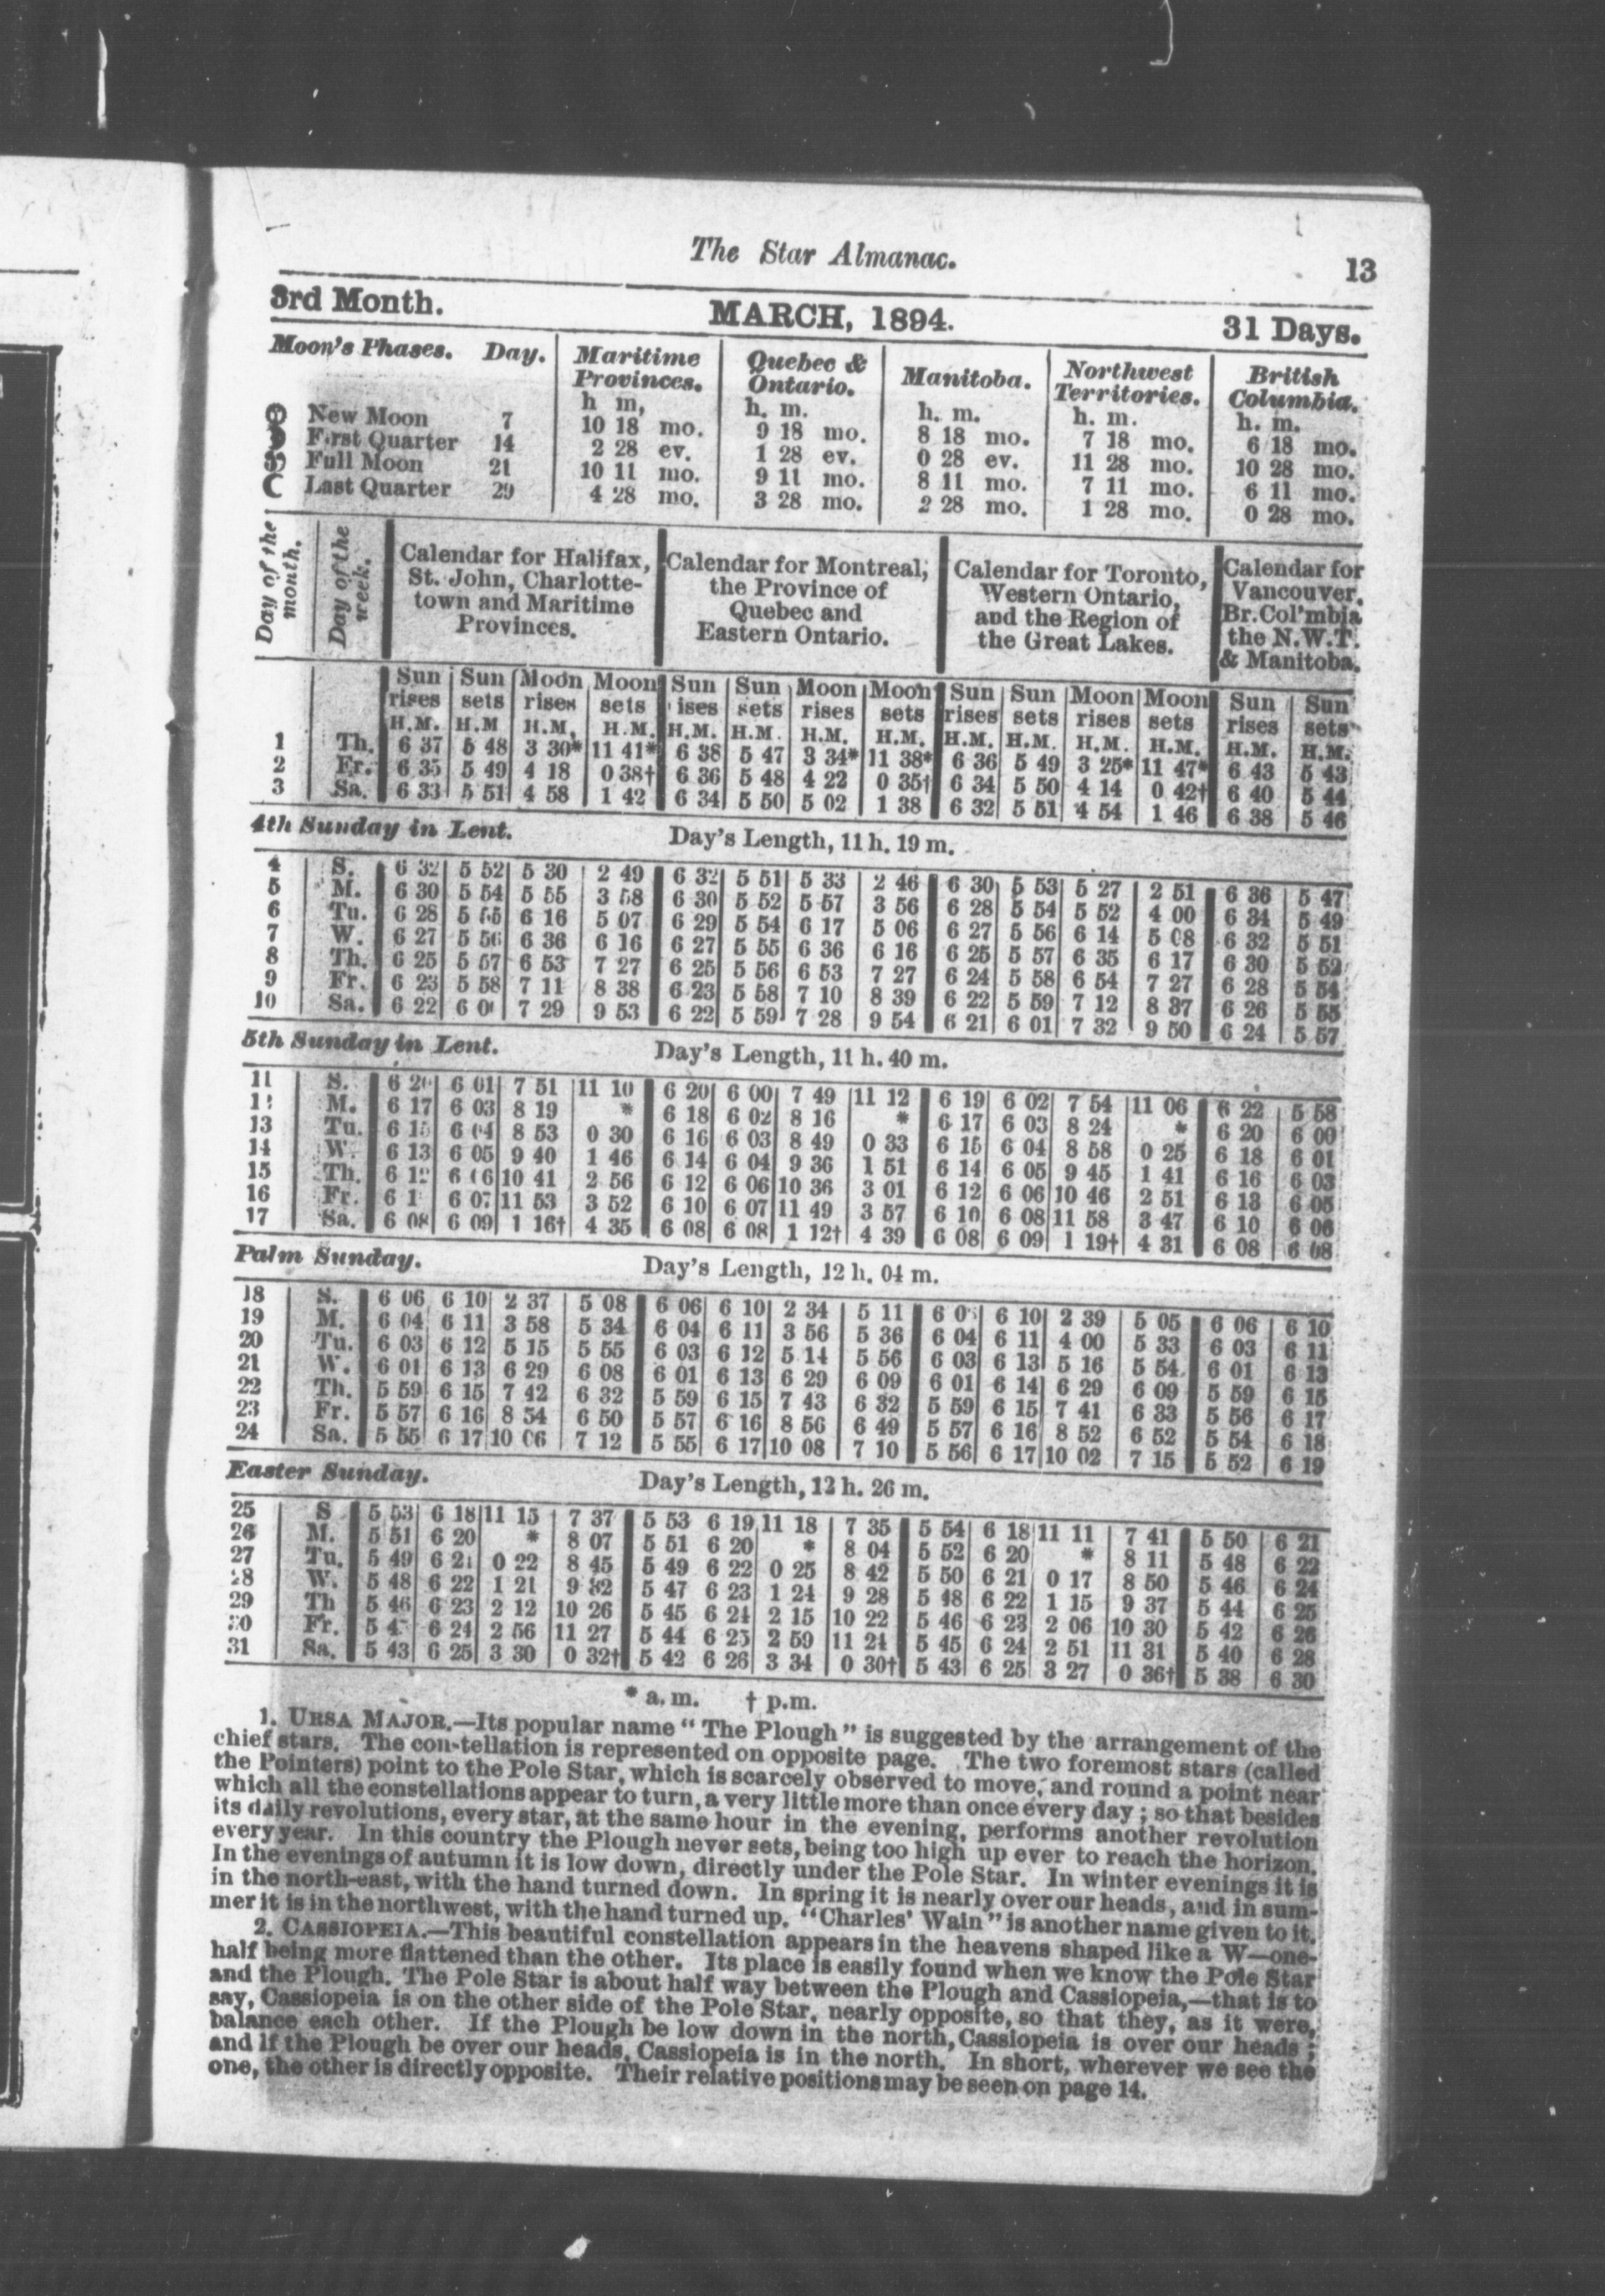 The Star Almanac. 13
3rd Month. MARCH, 1894. 31 Days.
Moon's Phases. Day. Maritime Provinces. Quebec & Ontario. Manitoba. Northwest Territories. British Columbia.
h m, h. m. h. m. h. m. h. m.
New Moon 7 10 18 mo. 9 18 mo. 8 18 mo. 7 18 mo. 6 18 mo.
First Quarter 14 2 28 ev. 1 28 ev. 0 28 ev. 11 28 mo. 10 28 mo.
Full Moon 21 10 11 mo. 9 11 mo. 8 11 mo. 7 11 mo. 6 11 mo.
Last Quarter 29 4 28 mo. 3 28 mo. 2 28 mo. 1 28 mo. 0 28 mo.
Day of the month.
Day of the week.
Calendar for Halifax, St. John, Charlotte-town and Maritime Provinces.
Calendar for Montreal, the Province of Quebec and Eastern Ontario.
Calendar for Toronto, Western Ontario, and the Region of the Great Lakes.
Calendar for Vancouver, Br. Col'mbia the N.W.T. & Manitoba.
Sun rises Sun sets Moon rises Moon sets Sun ises Sun sets Moon rises Moon sets Sun rises Sun sets Moon rises Moon sets Sun rises Sun sets
H.M. H.M H.M. H.M. H.M. H.M. H.M. H.M. H.M. H.M. H.M. H.M. H.M. H.M.
1 Th. 6 37 5 48 3 30* 11 41* 6 38 5 47 3 34* 11 38* 6 36 5 49 3 25* 11 47* 6 43 5 43
2 Fr. 6 35 5 49 4 18 0 38† 6 36 5 48 4 22 0 35† 6 34 5 50 4 14 0 42† 6 40 5 44
3 Sa. 6 33 5 51 4 58 1 42 6 34 5 50 5 02 1 38 6 32 5 51 4 54 1 46 6 38 5 46
4th Sunday in Lent. Day's Length, 11 h. 19 m.
4 S. 6 32 5 52 5 30 2 49 6 32 5 51 5 33 2 46 6 30 5 53 5 27 2 51 6 36 5 47
5 M. 6 30 5 54 5 55 3 58 6 30 5 52 5 57 3 56 6 28 5 54 5 52 4 00 6 34 5 49
6 Tu. 6 28 5 55 6 16 5 07 6 29 5 54 6 17 5 06 6 27 5 56 6 14 5 08 6 32 5 51
7 W. 6 27 5 56 6 36 6 16 6 27 5 55 6 36 6 16 6 25 5 57 6 35 6 17 6 30 5 52
8 Th. 6 25 5 57 6 53 7 27 6 25 5 56 6 53 7 27 6 24 5 58 6 54 7 27 6 28 5 54
9 Fr. 6 23 5 58 7 11 8 38 6 23 5 58 7 10 8 39 6 22 5 59 7 12 8 37 6 26 5 55
10 Sa. 6 22 6 7 29 9 53 6 22 5 59 7 28 9 54 6 21 6 01 7 32 9 50 6 24 5 57
5th Sunday in Lent. Day's Length, 11 h. 40 m.
11 S. 6 6 01 7 51 11 10 6 20 6 00 7 49 11 12 6 19 6 02 7 54 11 06 6 22 5 58
M. 6 17 6 03 8 19 * 6 18 6 02 8 16 * 6 17 6 03 8 24 * 6 20 6 00
13 Tu. 6 15 6 04 8 53 0 30 6 16 6 03 8 49 0 33 6 15 6 04 8 58 0 25 6 18 6 01
14 W. 6 13 6 05 9 40 1 46 6 14 6 04 9 36 1 51 6 14 6 05 9 45 1 41 6 16 6 03
15 Th. 6 6 06 10 41 2 56 6 12 6 06 10 36 3 01 6 12 6 06 10 46 2 51 6 13 6 05
16 Fr. 6 6 07 11 53 3 52 6 10 6 07 11 49 3 57 6 10 6 08 11 58 3 47 6 10 6 06
17 Sa. 6 08 6 09 1 16† 4 35 6 08 6 08 1 12† 4 39 6 08 6 09 1 19† 4 31 6 08 6 08
Palm Sunday. Day's Length, 12 h. 04 m.
18 S. 6 06 6 10 2 37 5 08 6 06 6 10 2 34 5 11 6 6 10 2 39 5 05 6 06 6 10
19 M. 6 04 6 11 3 58 5 34 6 04 6 11 3 56 5 36 6 04 6 11 4 00 5 33 6 03 6 11
20 Tu. 6 03 6 12 5 15 5 55 6 03 6 12 5 14 5 56 6 03 6 13 5 16 5 54 6 01 6 13
21 W. 6 01 6 13 6 29 6 08 6 01 6 13 6 29 6 09 6 01 6 14 6 29 6 09 5 59 6 15
22 Th. 5 59 6 15 7 42 6 32 5 59 6 15 7 43 6 32 5 59 6 15 7 41 6 33 5 56 6 17
23 Fr. 5 57 6 16 8 54 6 50 5 57 6 16 8 56 6 49 5 57 6 16 8 52 6 52 5 54 6 18
24 Sa. 5 55 6 17 10 06 7 12 5 55 6 17 10 08 7 10 5 56 6 17 10 02 7 15 5 52 6 19
Easter Sunday. Day's Length, 12 h. 26 m.
25 S 5 53 6 18 11 15 7 37 5 53 6 19 11 18 7 35 5 54 6 18 11 11 7 41 5 50 6 21
26 M. 5 51 6 20 * 8 07 5 51 6 20 * 8 04 5 52 6 20 * 8 11 5 48 6 22
27 Tu. 5 49 6 21 0 22 8 45 5 49 6 22 0 25 8 42 5 50 6 21 0 17 8 50 5 46 6 24
28 W. 5 48 6 22 1 21 9 32 5 47 6 23 1 24 9 28 5 48 6 22 1 15 9 37 5 44 6 25
29 Th 5 46 6 23 2 12 10 26 5 45 6 24 2 15 10 22 5 46 6 23 2 06 10 30 5 42 6 26
30 Fr. 5 6 24 2 56 11 27 5 44 6 25 2 59 11 24 5 45 6 24 2 51 11 31 5 40 6 28
31 Sa. 5 43 6 25 3 30 0 32† 5 42 6 26 3 34 0 30† 5 43 6 25 3 27 0 36† 5 38 6 30
* a. m. † p.m.
1. URSA MAJOR.—Its popular name "The Plough" is suggested by the arrangement of the
chief stars. The con-tellation is represented on opposite page. The two foremost stars (called
the Pointers) point to the Pole Star, which is scarcely observed to move, and round a point near
which all the constellations appear to turn, a very little more than once every day; so that besides
its daily revolutions, every star, at the same hour in the evening, performs another revolution
every year. In this country the Plough never sets, being too high up ever to reach the horizon.
In the evenings of autumn it is low down, directly under the Pole Star. In winter evenings it is
in the north-east, with the hand turned down. In spring it is nearly over our heads, and in sum-
mer it is in the northwest, with the hand turned up. "Charles' Wain" is another name given to it.
2. CASSIOPEIA.—This beautiful constellation appears in the heavens shaped like a W—one-
half being more flattened than the other. Its place is easily found when we know the Pole Star
and the Plough. The Pole Star is about half way between the Plough and Cassiopeia,—that is to
say, Cassiopeia is on the other side of the Pole Star, nearly opposite, so that they, as it were,
balance each other. If the Plough be low down in the north, Cassiopeia is over our heads;
and if the Plough be over our heads, Cassiopeia is in the north. In short, wherever we see the
one, the other is directly opposite. Their relative positions may be seen on page 14.